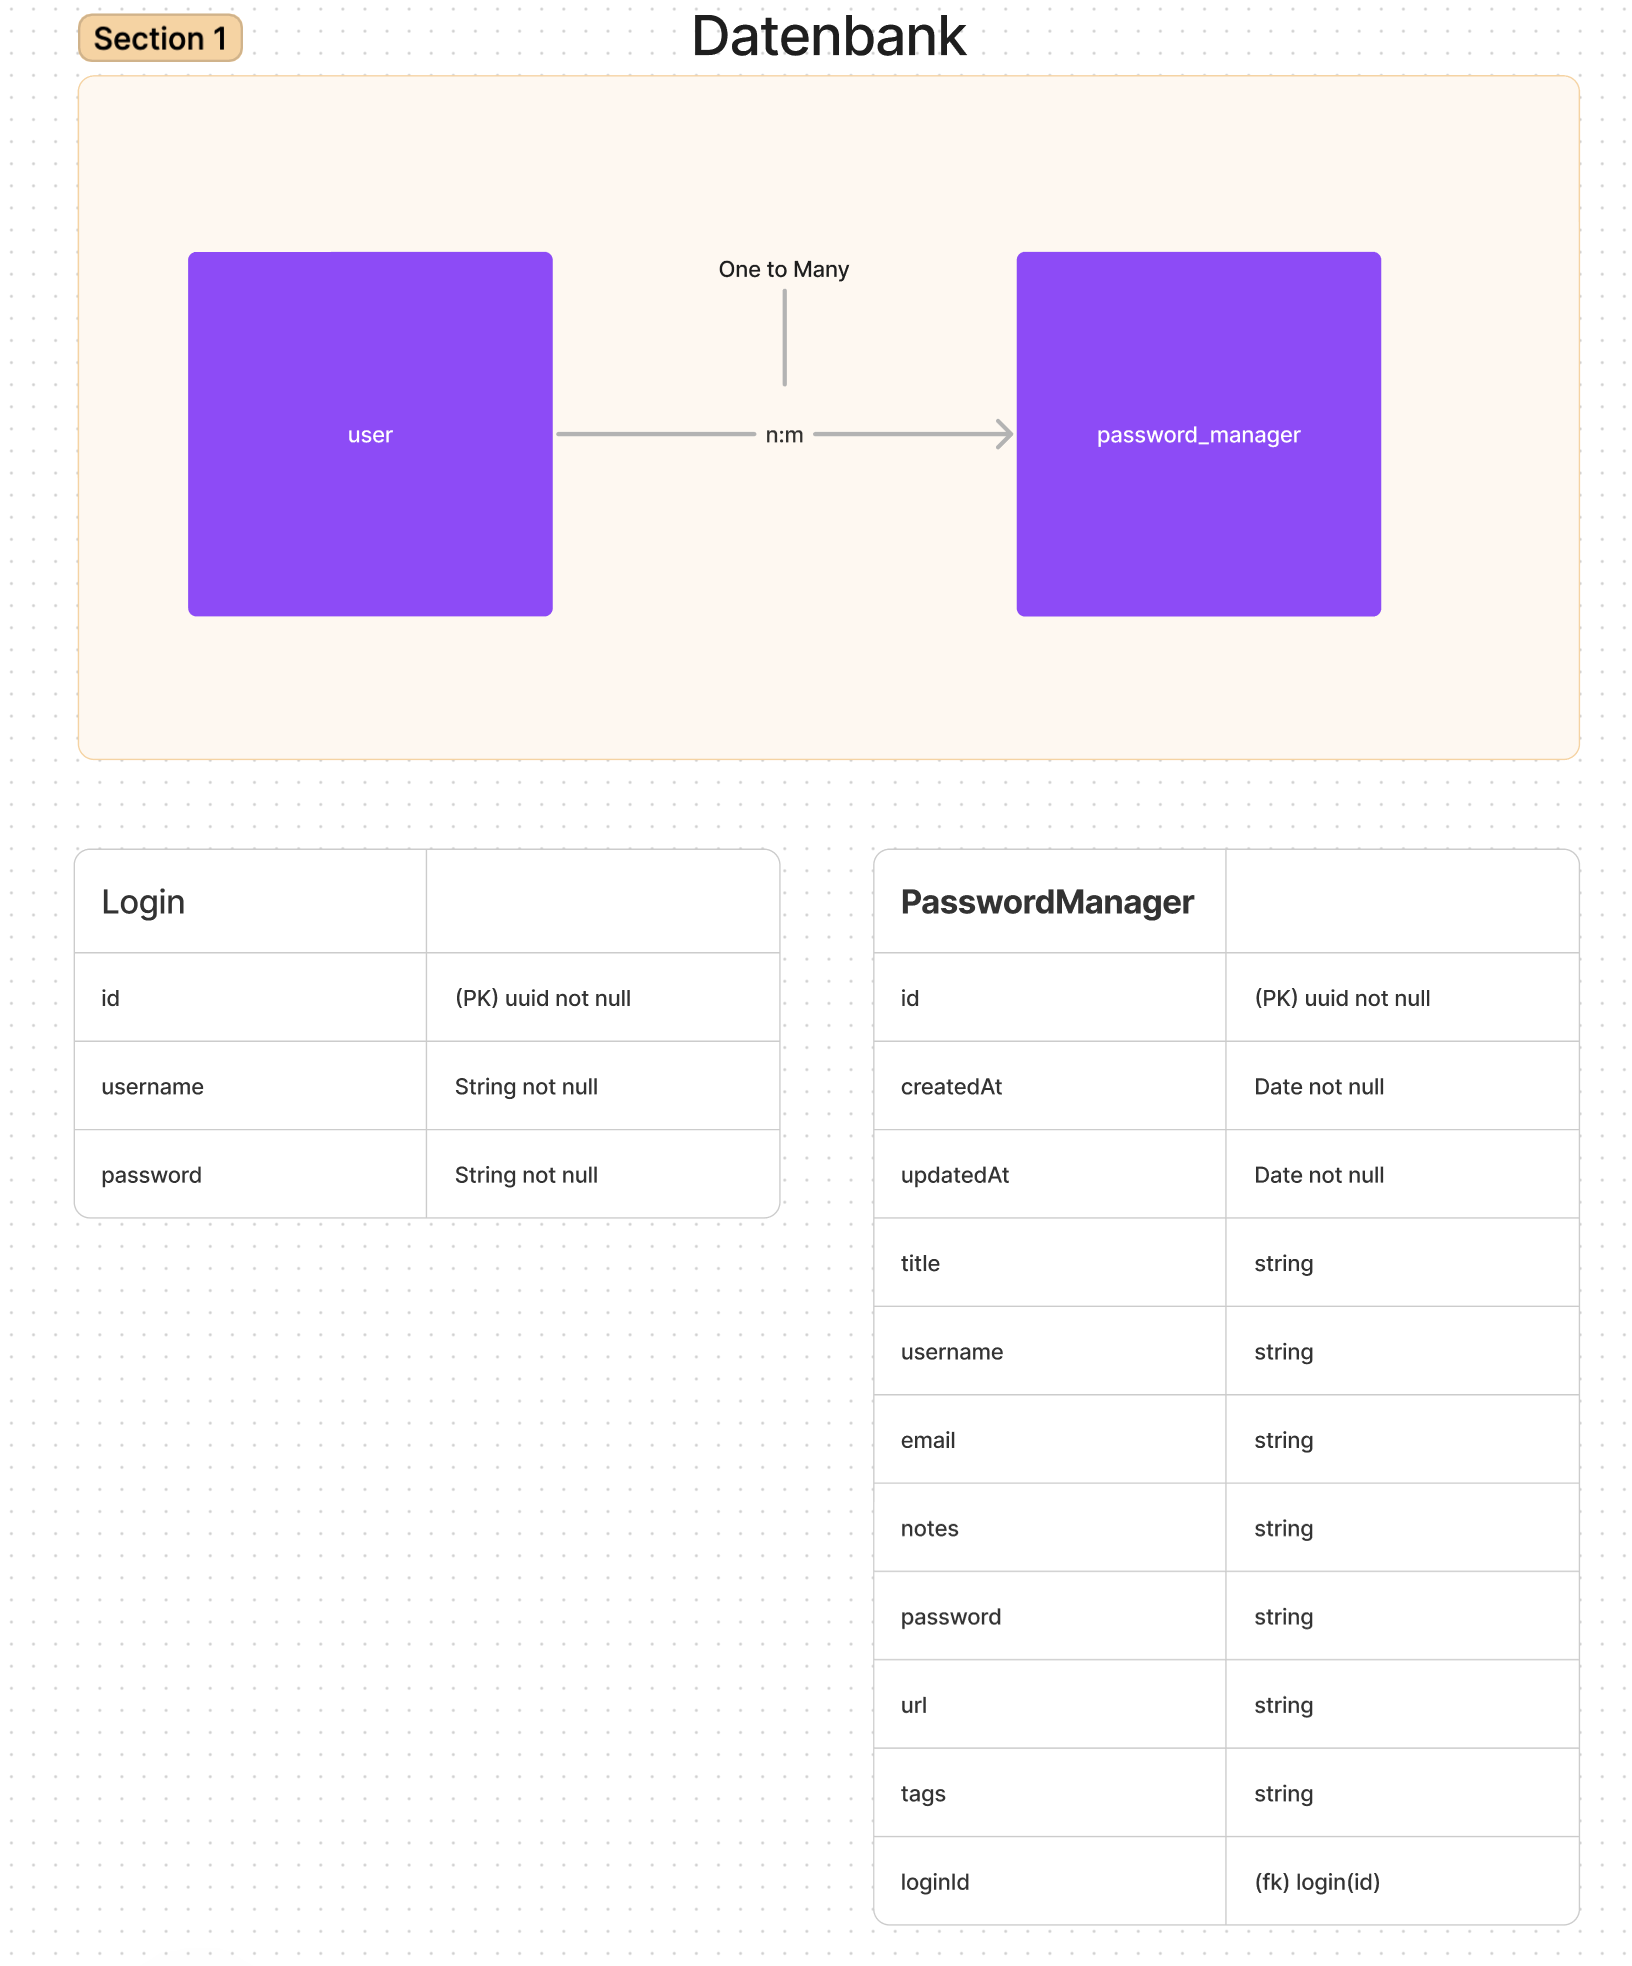 Section 1
Datenbank
One to Many
user
n:m
password_manager
Login
id (PK) uuid not null
username String not null
password String not null
PasswordManager
id (PK) uuid not null
createdAt Date not null
updatedAt Date not null
title string
username string
email string
notes string
password string
url string
tags string
loginId (fk) login(id)